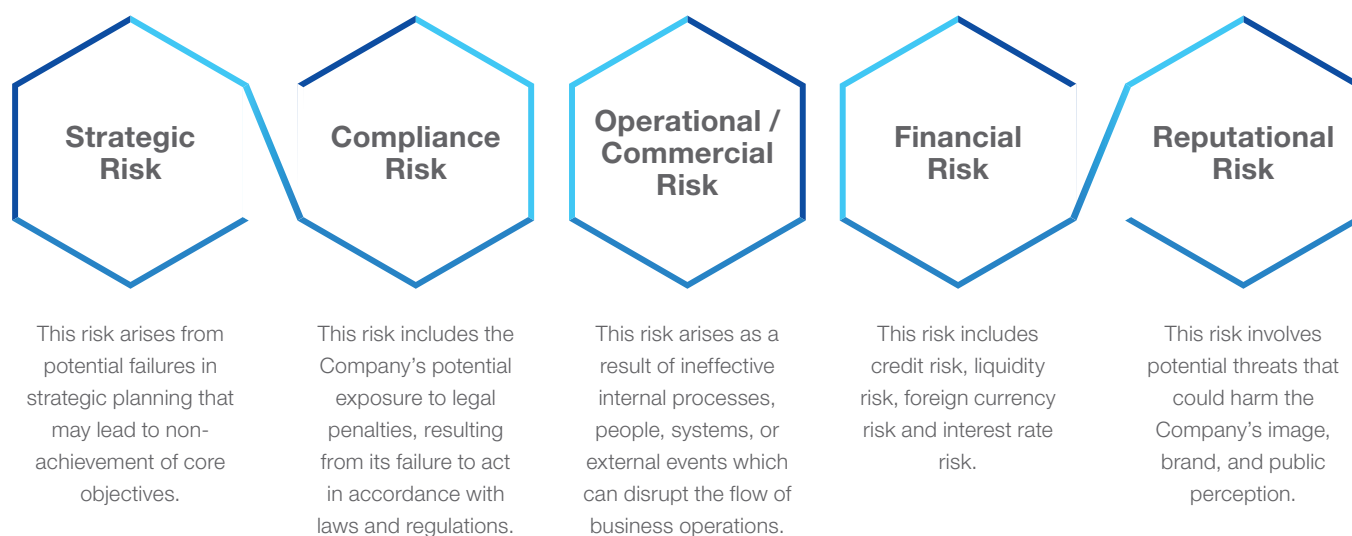 Strategic
Risk
This risk arises from
potential failures in
strategic planning that
may lead to non-
achievement of core
objectives.
Compliance
Risk
This risk includes the
Company’s potential
exposure to legal
penalties, resulting
from its failure to act
in accordance with
laws and regulations.
Operational /
Commercial
Risk
This risk arises as a
result of ineffective
internal processes,
people, systems, or
external events which
can disrupt the flow of
business operations.
Financial
Risk
This risk includes
credit risk, liquidity
risk, foreign currency
risk and interest rate
risk.
Reputational
Risk
This risk involves
potential threats that
could harm the
Company’s image,
brand, and public
perception.